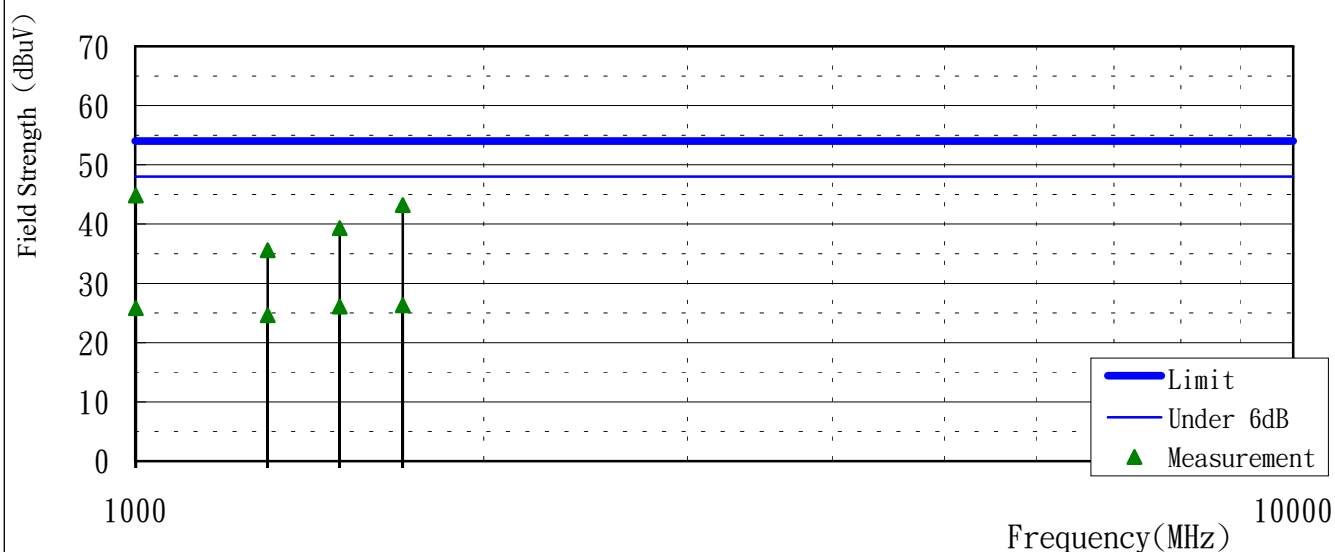 Field Strength (dBuV)
70
60
50
40
30
20
10
0
1000
10000
Frequency(MHz)
Limit
Under 6dB
Measurement